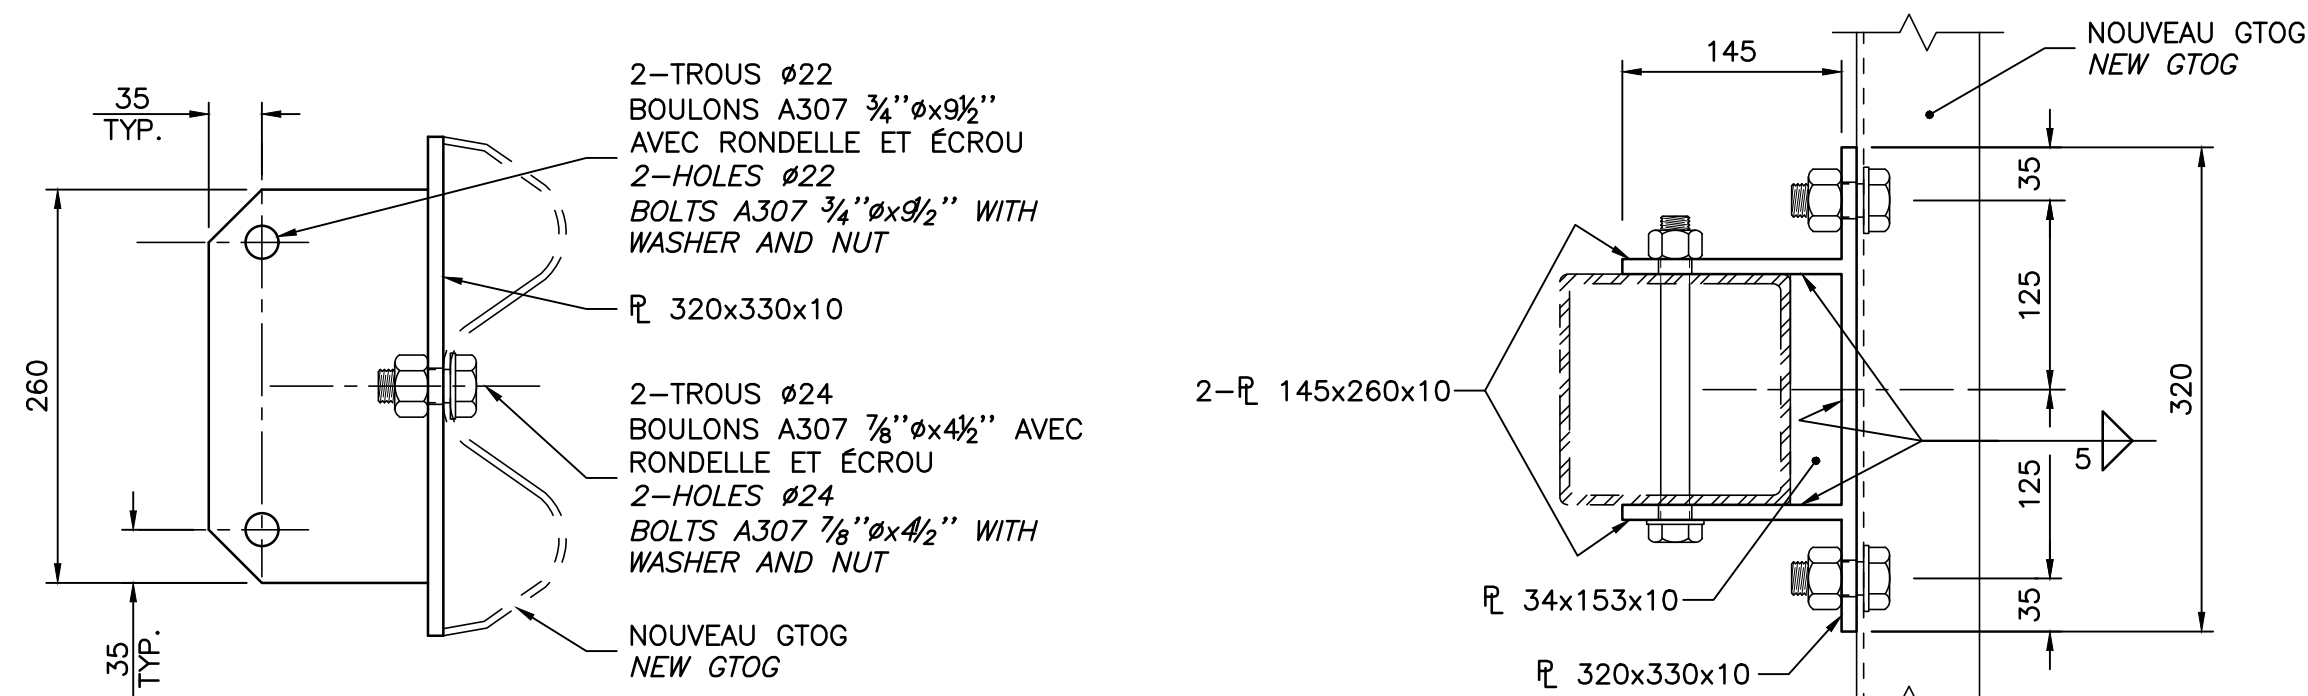 35
TYP.
260
35
TYP.
2-TROUS ø22
BOULONS A307 ¾''øx9½''
AVEC RONDELLE ET ÉCROU
2-HOLES ø22
BOLTS A307 ¾''øx9½'' WITH
WASHER AND NUT
℄ 320x330x10
2-TROUS ø24
BOULONS A307 ⅞''øx4½'' AVEC
RONDELLE ET ÉCROU
2-HOLES ø24
BOLTS A307 ⅞''øx4½'' WITH
WASHER AND NUT
NOUVEAU GTOG
NEW GTOG
145
NOUVEAU GTOG
NEW GTOG
35
125
320
2-PL 145x260x10
5
125
35
PL 34x153x10
PL 320x330x10